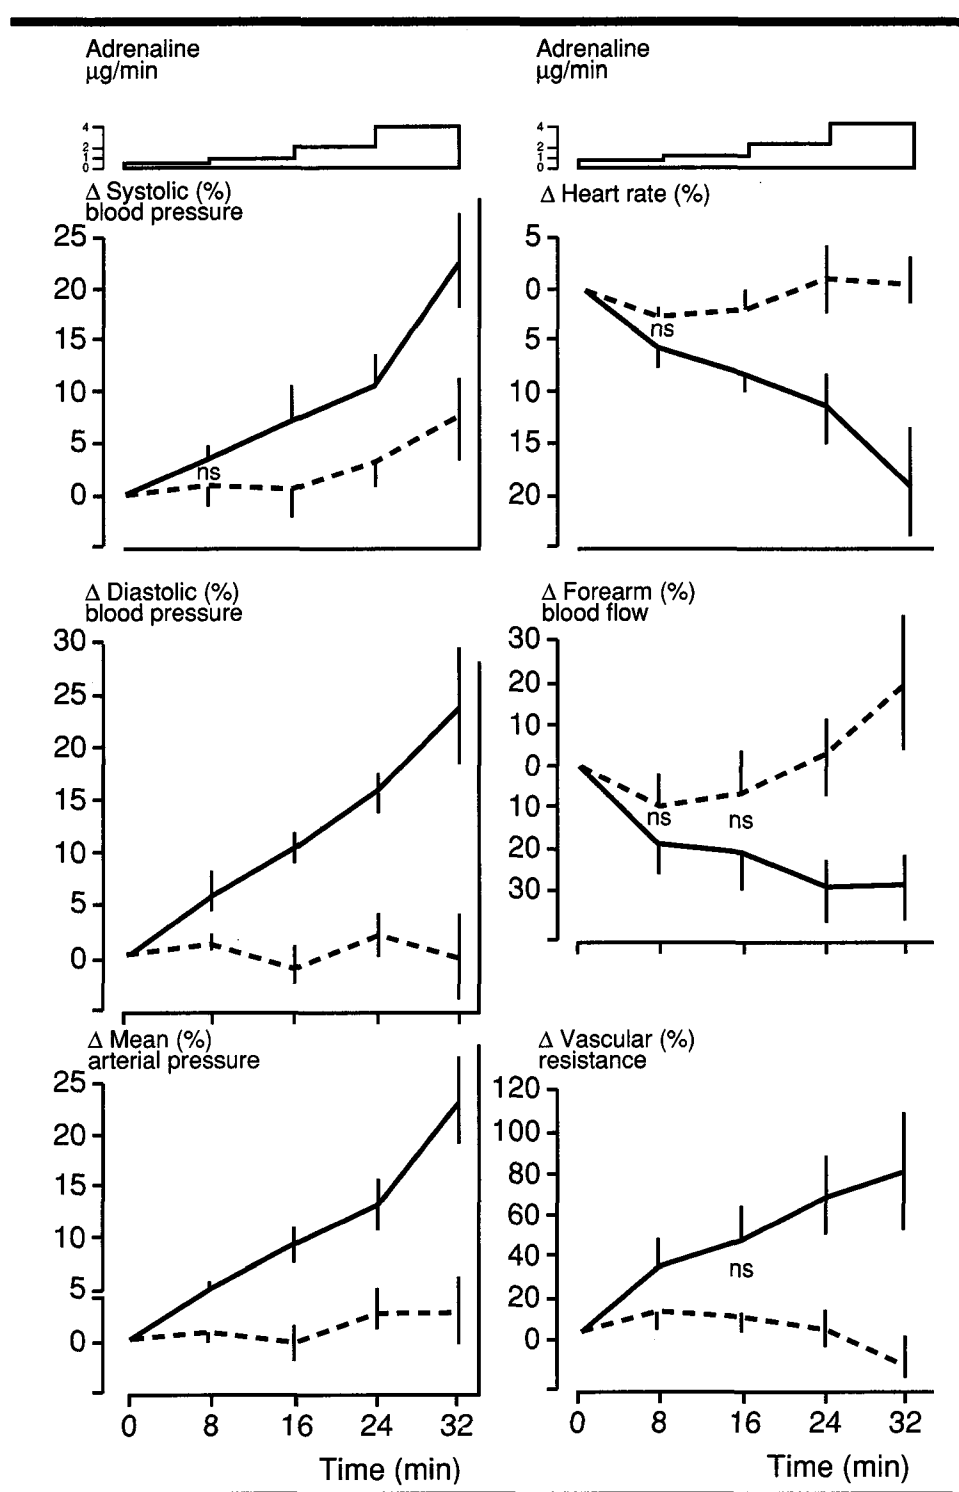 Adrenaline
μg/min
4
2
1
0
Δ Systolic (%)
blood pressure
25
20
15
10
5
0
ns
Adrenaline
μg/min
4
2
1
0
Δ Heart rate (%)
5
0
5
10
15
20
ns
Δ Diastolic (%)
blood pressure
30
25
20
15
10
5
0
Δ Forearm (%)
blood flow
30
20
10
0
10
20
30
ns
ns
Δ Mean (%)
arterial pressure
25
20
15
10
5
0
0 8 16 24 32
Time (min)
Δ Vascular (%)
resistance
120
100
80
60
40
20
0
ns
0 8 16 24 32
Time (min)